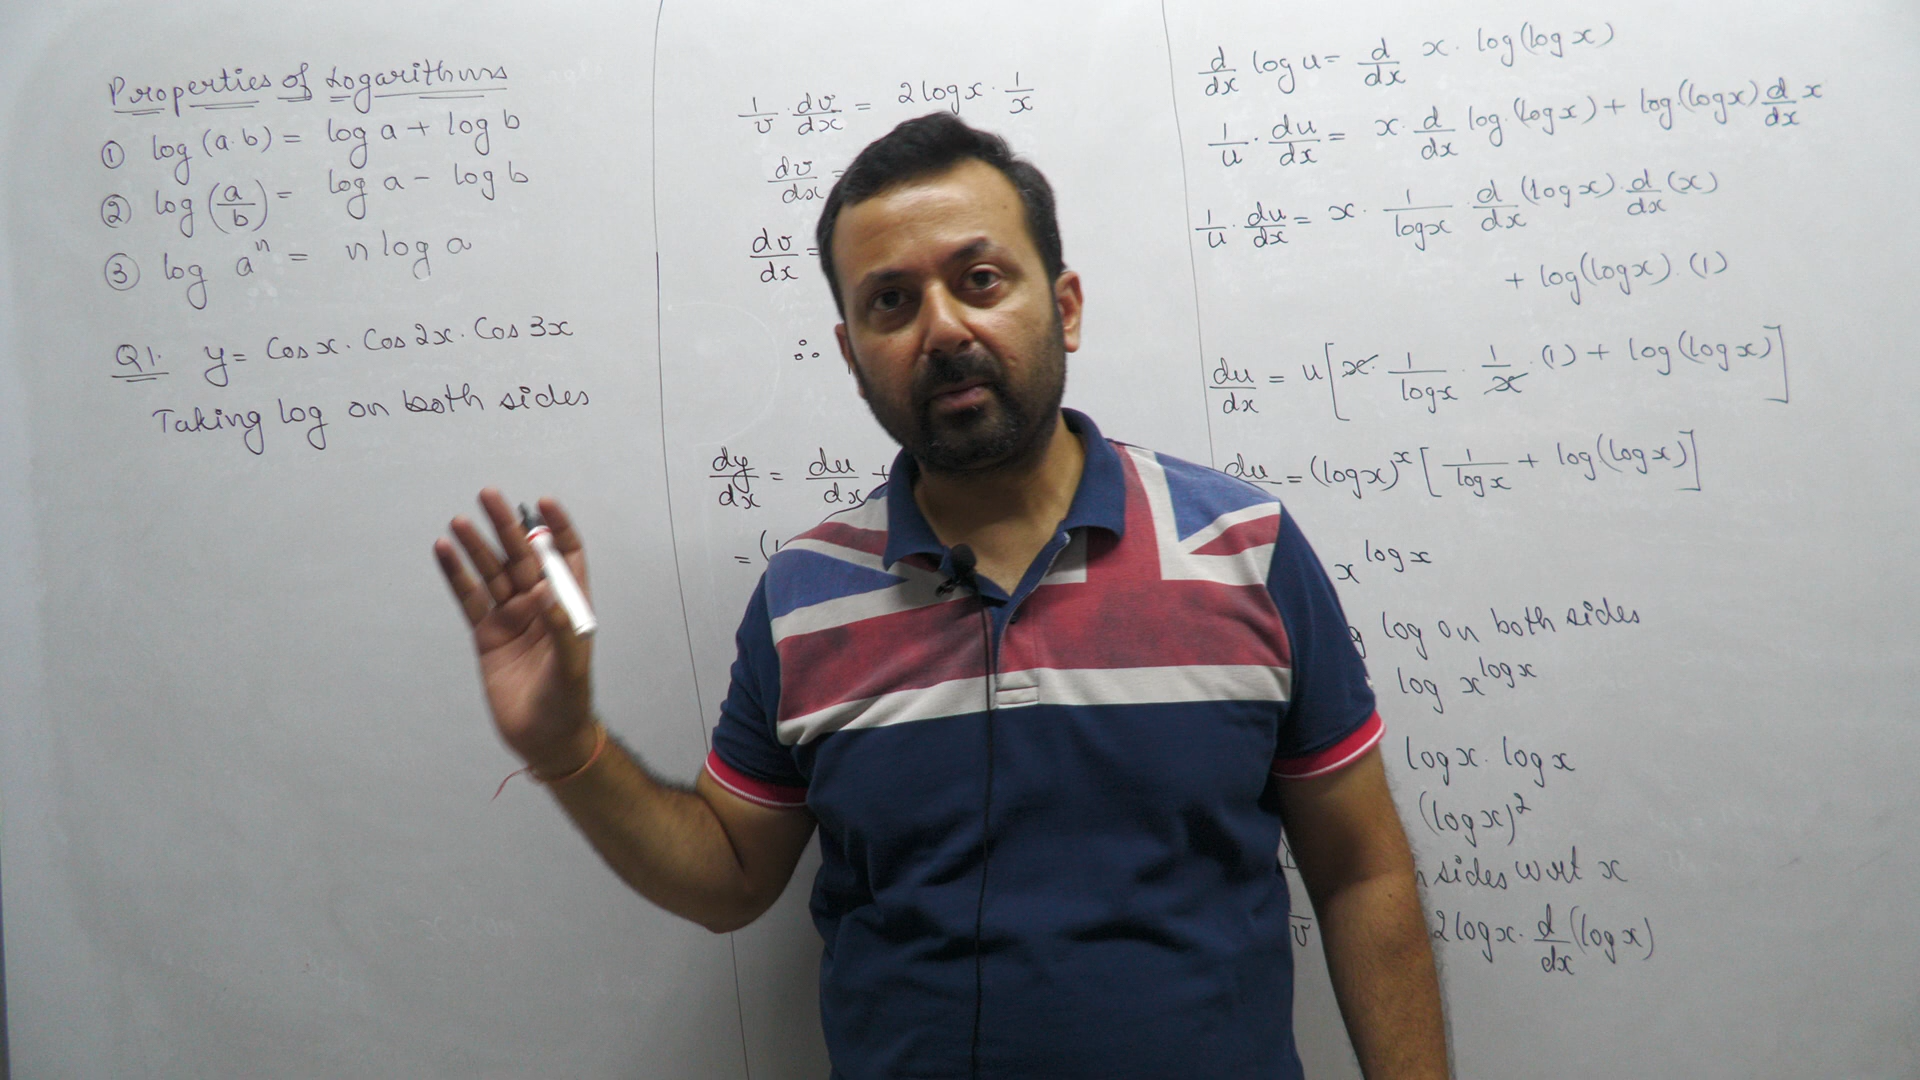 Properties of Logarithms
① log (a·b) = log a + log b
② log (a/b) = log a - log b
③ log aⁿ = n log a
Q1. y = Cos x · Cos 2x · Cos 3x
Taking log on both sides
1/v · dv/dx = 2 log x · 1/x
dv/dx =
dv/dx =
∴
dy/dx = du/dx +
= (
d/dx log u = d/dx x · log (log x)
1/u · du/dx = x · d/dx log (log x) + log (log x) d/dx x
1/u · du/dx = x · 1/log x · d/dx (log x) · d/dx (x)
+ log (log x) · (1)
du/dx = u [x · 1/log x · 1/x · (1) + log (log x)]
du = (log x)ˣ [1/log x + log (log x)]
x^log x
log on both sides
log x^log x
log x · log x
(log x)²
sides wrt x
v 2 log x · d/dx (log x)